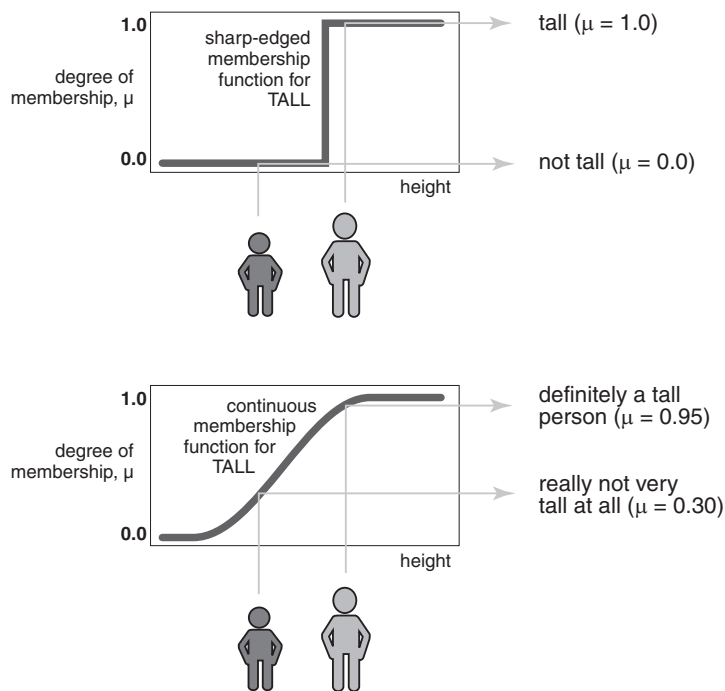 1.0
sharp-edged
membership
function for
TALL
degree of
membership, μ
0.0
height
tall (μ = 1.0)
not tall (μ = 0.0)
1.0
continuous
membership
function for
TALL
degree of
membership, μ
0.0
height
definitely a tall
person (μ = 0.95)
really not very
tall at all (μ = 0.30)